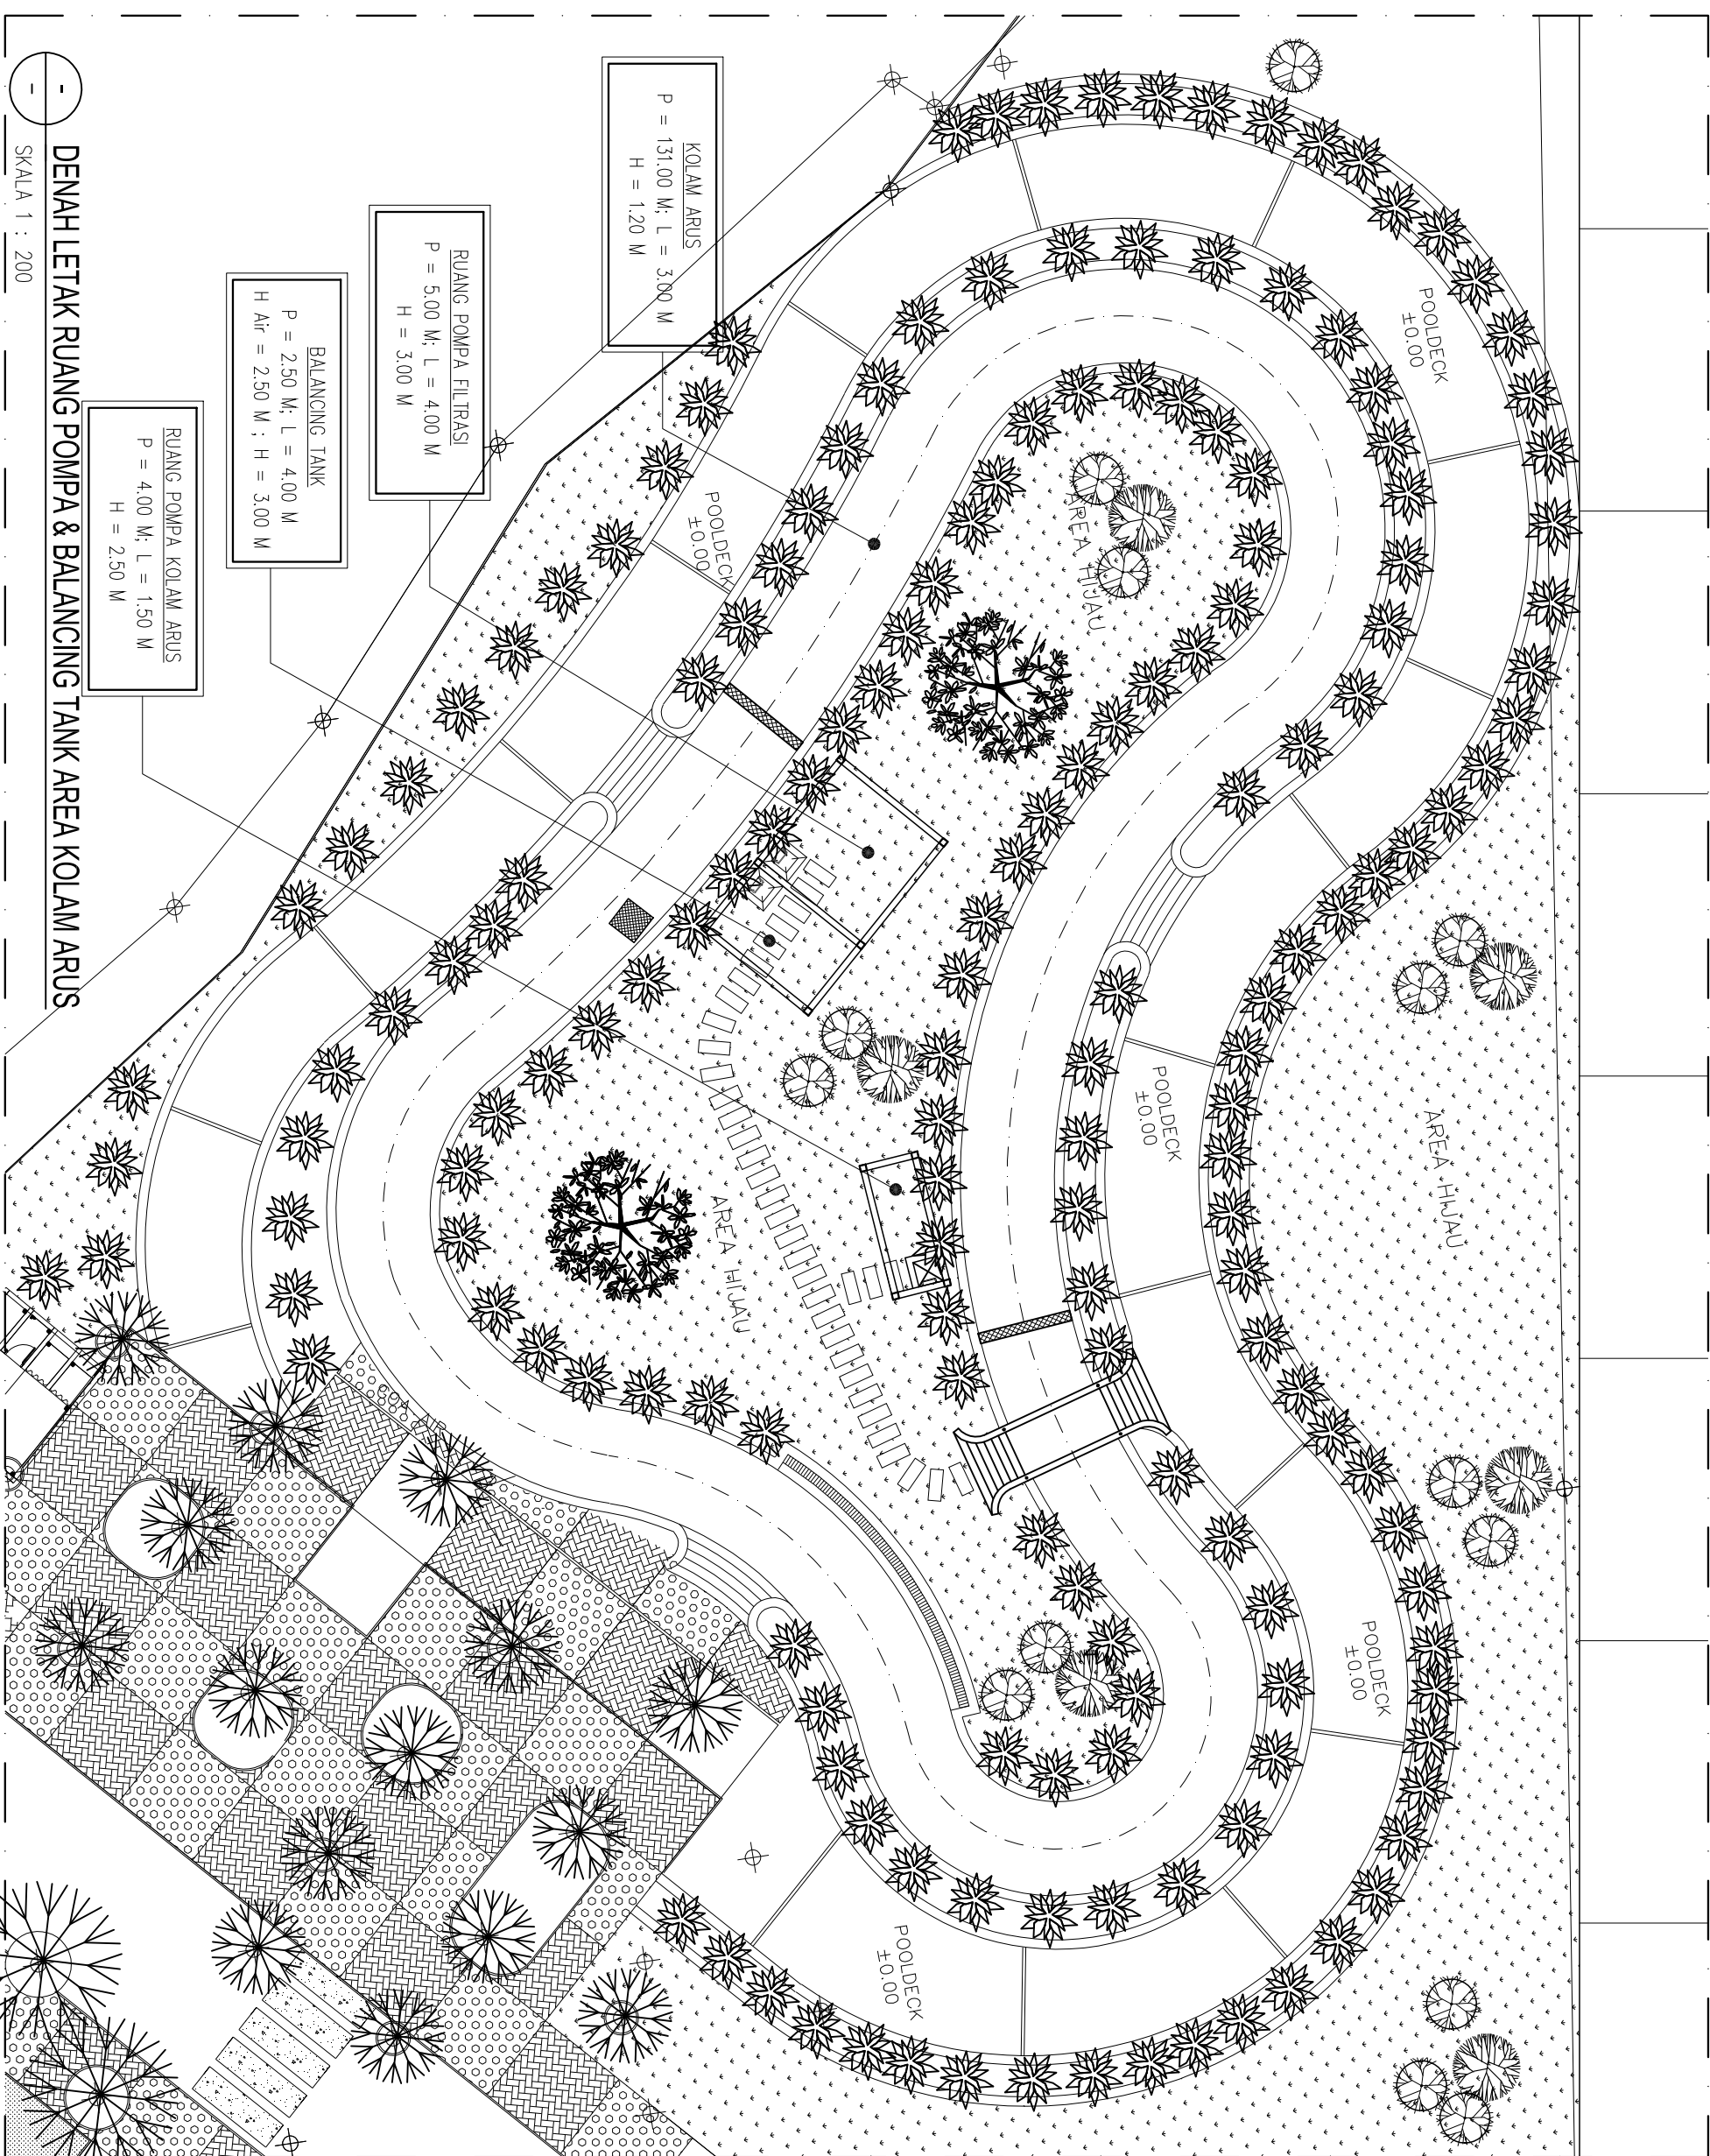 KOLAM ARUS
P = 131.00 M; L = 3.00 M
H = 1.20 M
RUANG POMPA FILTRASI
P = 5.00 M; L = 4.00 M
H = 3.00 M
BALANCING TANK
P = 2.50 M; L = 4.00 M
H Air = 2.50 M ; H = 3.00 M
RUANG POMPA KOLAM ARUS
P = 4.00 M; L = 1.50 M
H = 2.50 M
POOLDECK
±0.00
POOLDECK
±0.00
POOLDECK
±0.00
POOLDECK
±0.00
POOLDECK
±0.00
AREA HIJAU
AREA HIJAU
AREA HIJAU
-
-
DENAH LETAK RUANG POMPA & BALANCING TANK AREA KOLAM ARUS
SKALA 1 : 200